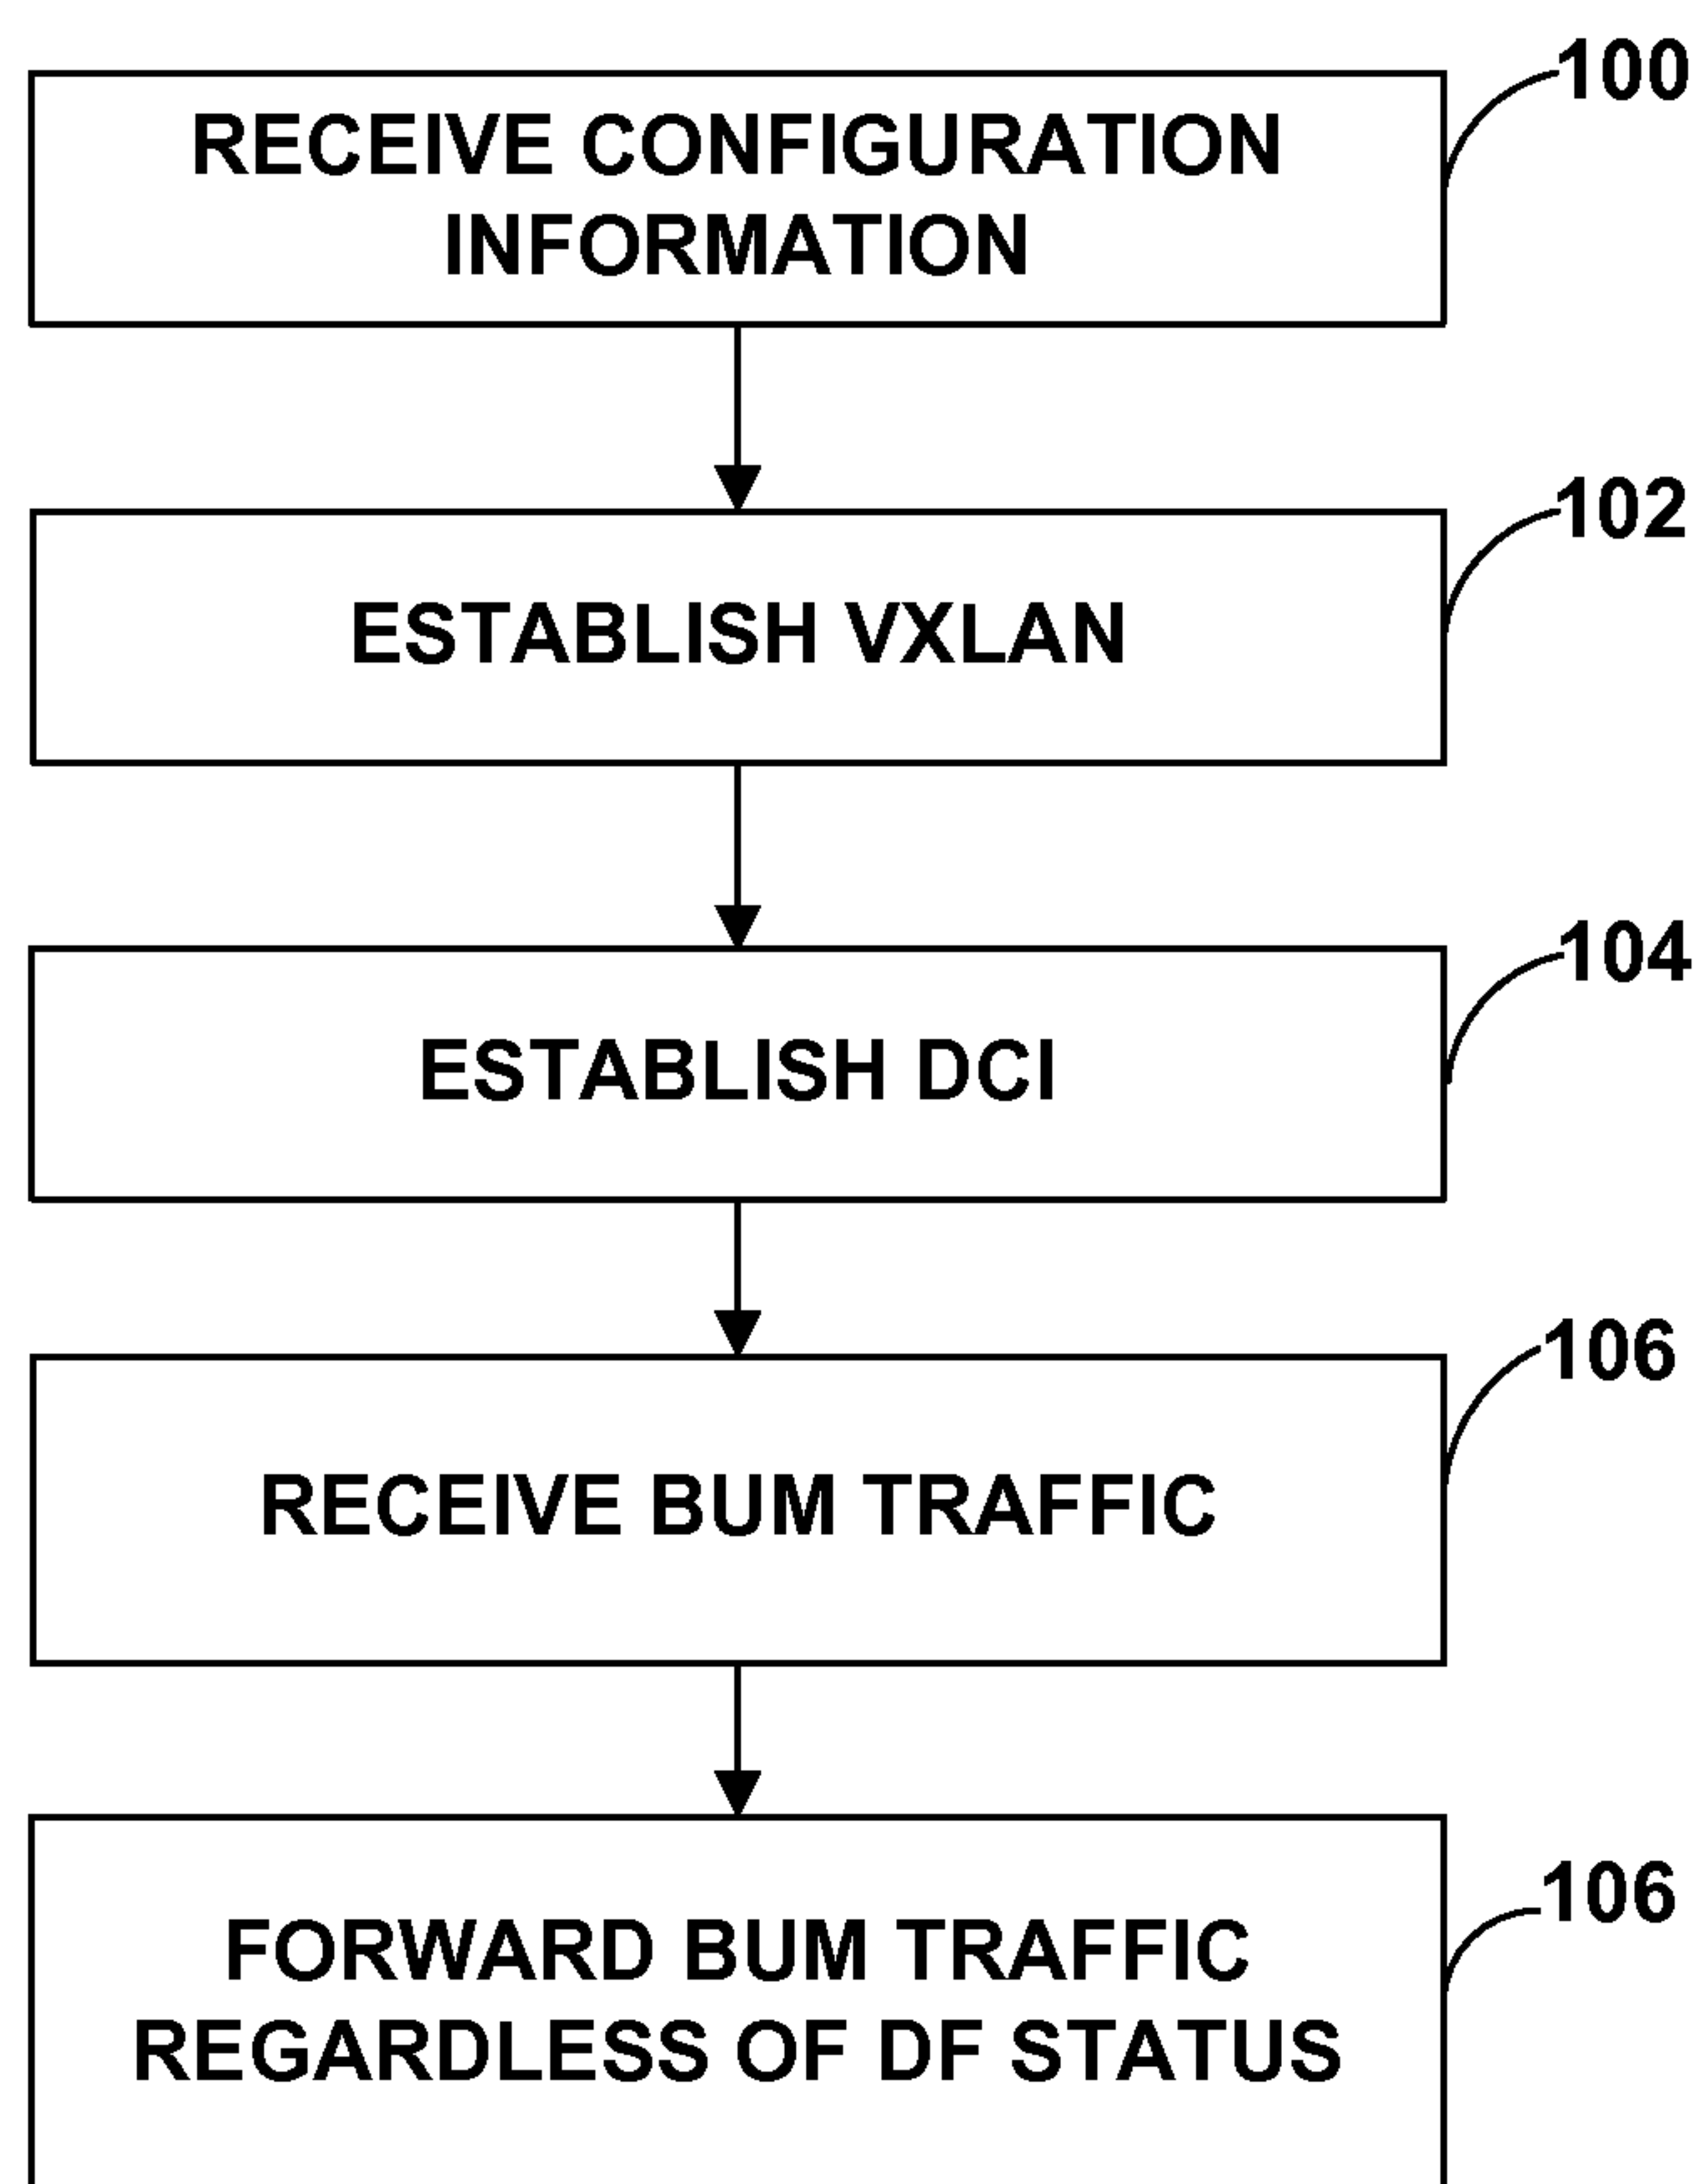 100
RECEIVE CONFIGURATION
INFORMATION
102
ESTABLISH VXLAN
104
ESTABLISH DCI
106
RECEIVE BUM TRAFFIC
106
FORWARD BUM TRAFFIC
REGARDLESS OF DF STATUS